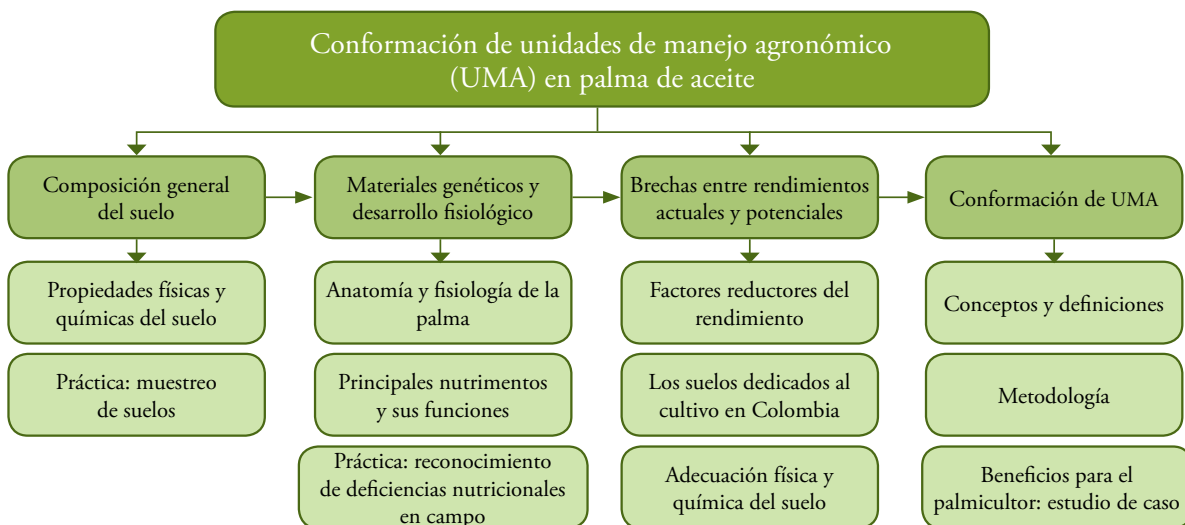 Conformación de unidades de manejo agronómico
(UMA) en palma de aceite
Composición general
del suelo
Materiales genéticos y
desarrollo fisiológico
Brechas entre rendimientos
actuales y potenciales
Conformación de UMA
Propiedades físicas y
químicas del suelo
Anatomía y fisiología de la
palma
Factores reductores del
rendimiento
Conceptos y definiciones
Práctica: muestreo
de suelos
Principales nutrimentos
y sus funciones
Los suelos dedicados al
cultivo en Colombia
Metodología
Práctica: reconocimiento
de deficiencias nutricionales
en campo
Adecuación física y
química del suelo
Beneficios para el
palmicultor: estudio de caso